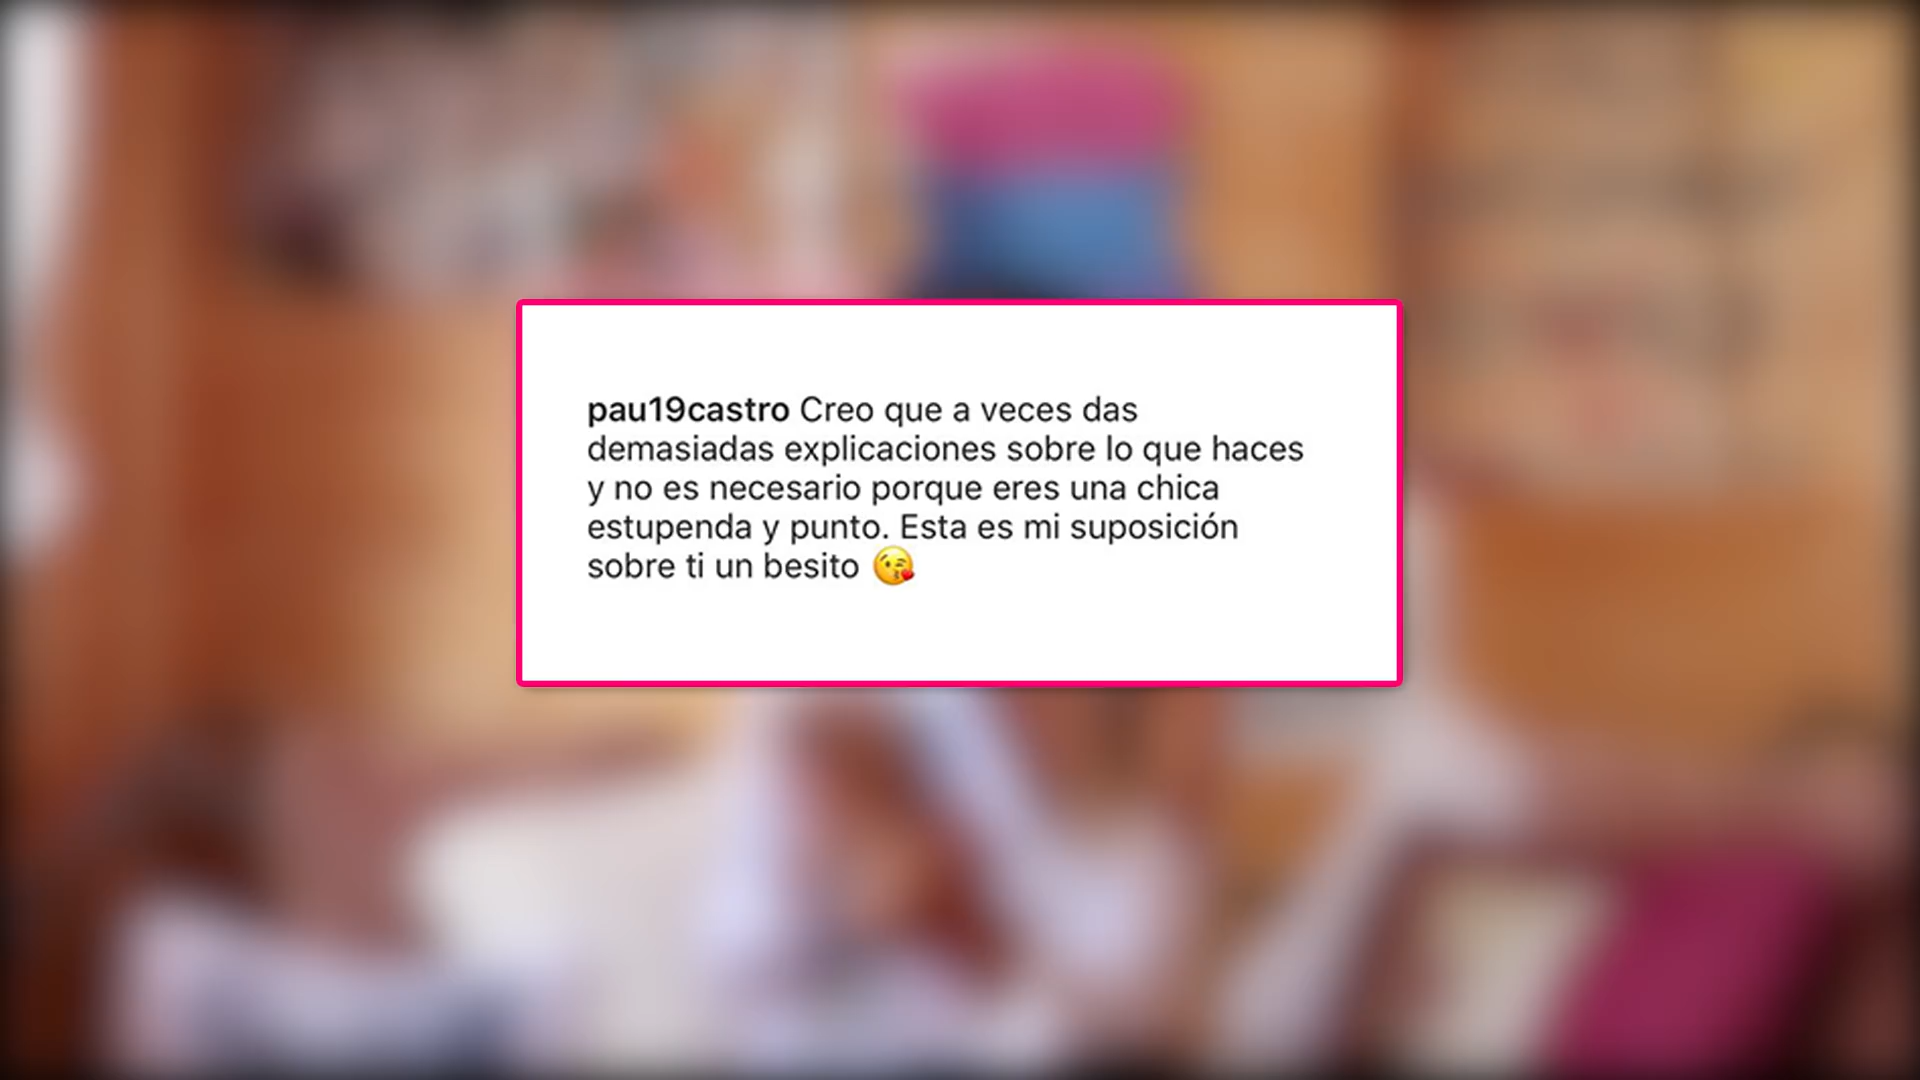 pau19castro Creo que a veces das
demasiadas explicaciones sobre lo que haces
y no es necesario porque eres una chica
estupenda y punto. Esta es mi suposición
sobre ti un besito 😘